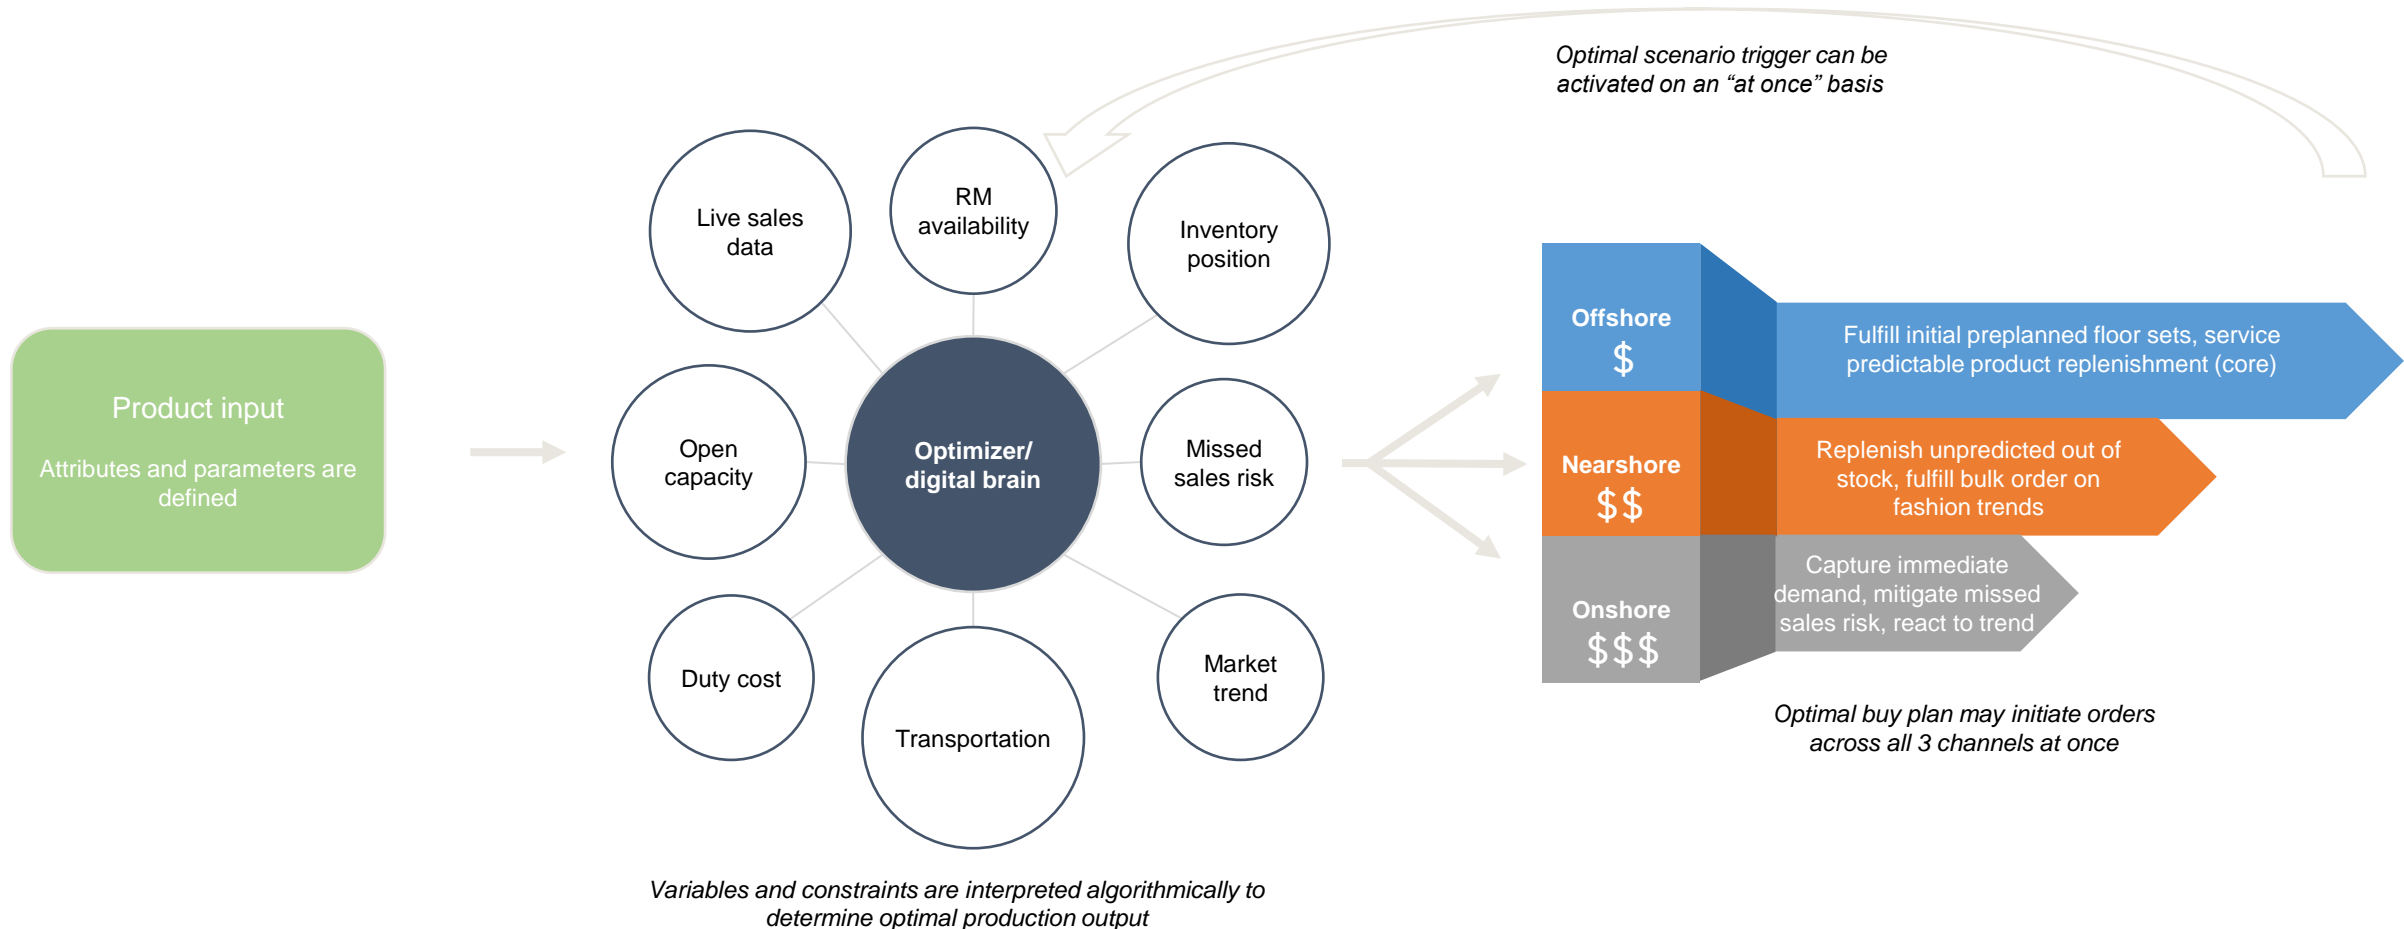 Optimal scenario trigger can be
activated on an “at once” basis
Product input
Attributes and parameters are
defined
Live sales
data
RM
availability
Inventory
position
Open
capacity
Optimizer/
digital brain
Missed
sales risk
Duty cost
Transportation
Market
trend
Variables and constraints are interpreted algorithmically to
determine optimal production output
Offshore
$
Fulfill initial preplanned floor sets, service
predictable product replenishment (core)
Nearshore
$$
Replenish unpredicted out of
stock, fulfill bulk order on
fashion trends
Onshore
$$$
Capture immediate
demand, mitigate missed
sales risk, react to trend
Optimal buy plan may initiate orders
across all 3 channels at once